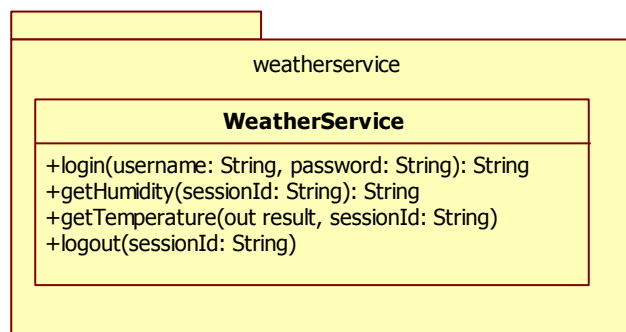 weatherservice
WeatherService
+login(username: String, password: String): String
+getHumidity(sessionId: String): String
+getTemperature(out result, sessionId: String)
+logout(sessionId: String)